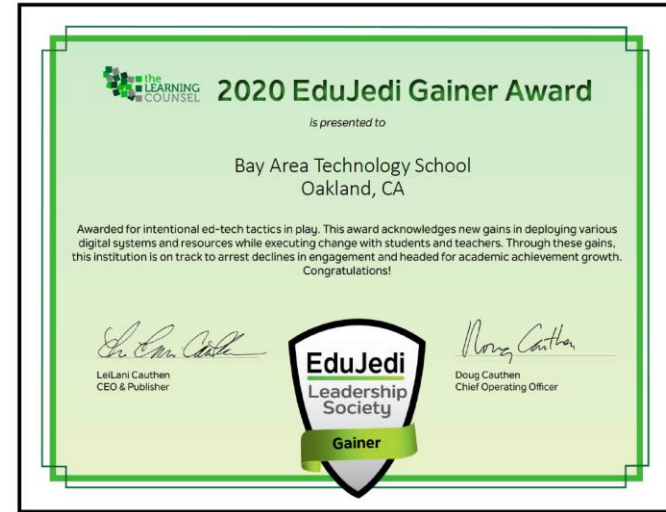 the
LEARNING
COUNSEL
2020 EduJedi Gainer Award
is presented to
Bay Area Technology School
Oakland, CA
Awarded for intentional ed-tech tactics in play. This award acknowledges new gains in deploying various
digital systems and resources while executing change with students and teachers. Through these gains,
this institution is on track to arrest declines in engagement and headed for academic achievement growth.
Congratulations!
LeiLani Cauthen
CEO & Publisher
EduJedi
Leadership
Society
Gainer
Doug Cauthen
Doug Cauthen
Chief Operating Officer